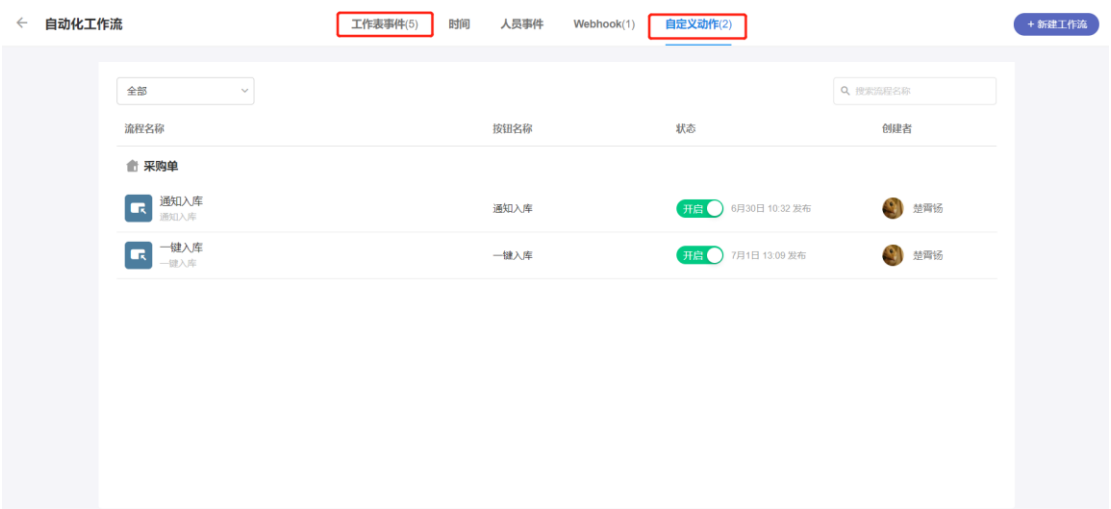 自动化工作流 工作表事件(5) 时间 人员事件 Webhook(1) 自定义动作(2) + 新建工作流
全部 搜索流程名称
流程名称 按钮名称 状态 创建者
采购单
通知入库 通知入库 开启 6月30日 10:32 发布 楚霄杨
通知入库
一键入库 一键入库 开启 7月1日 13:09 发布 楚霄杨
一键入库